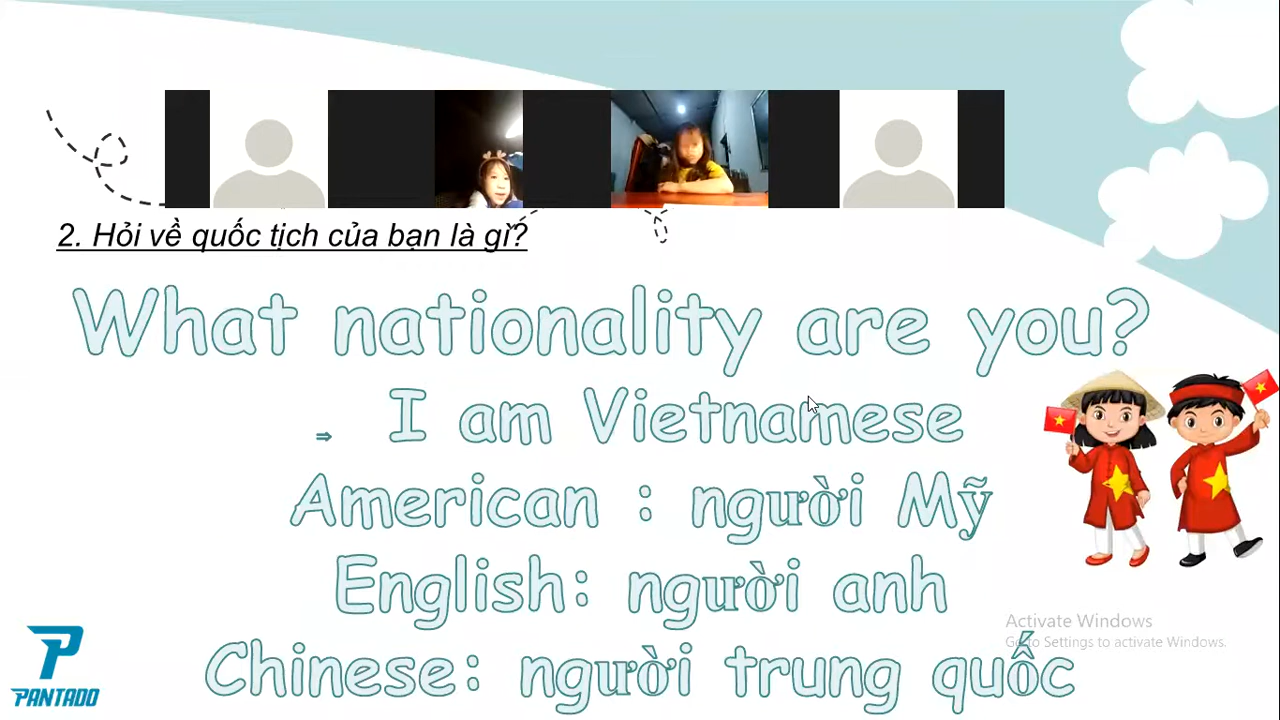 2. Hỏi về quốc tịch của bạn là gì?
What nationality are you?
⇒ I am Vietnamese
American : người Mỹ
English: người anh
Chinese: người trung quốc
Activate Windows
Go to Settings to activate Windows.
PANTADO